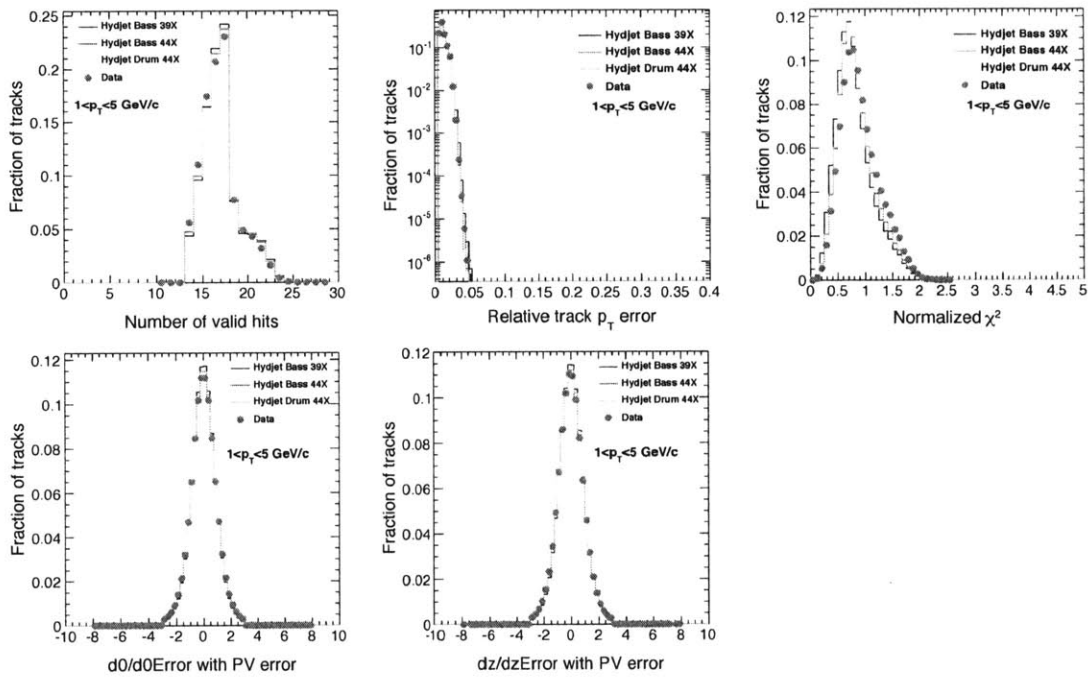 0.25
0.2
0.15
0.1
0.05
0
0 5 10 15 20 25 30
Fraction of tracks
Number of valid hits
Hydjet Bass 39X
Hydjet Bass 44X
Hydjet Drum 44X
Data
1<p_T<5 GeV/c
10^-1
10^-2
10^-3
10^-4
10^-5
10^-6
0 0.05 0.1 0.15 0.2 0.25 0.3 0.35 0.4
Fraction of tracks
Relative track p_T error
Hydjet Bass 39X
Hydjet Bass 44X
Hydjet Drum 44X
Data
1<p_T<5 GeV/c
0.12
0.1
0.08
0.06
0.04
0.02
0
0 0.5 1 1.5 2 2.5 3 3.5 4 4.5 5
Fraction of tracks
Normalized χ²
Hydjet Bass 39X
Hydjet Bass 44X
Hydjet Drum 44X
Data
1<p_T<5 GeV/c
0.12
0.1
0.08
0.06
0.04
0.02
0
-10 -8 -6 -4 -2 0 2 4 6 8 10
Fraction of tracks
d0/d0Error with PV error
Hydjet Bass 39X
Hydjet Bass 44X
Hydjet Drum 44X
Data
1<p_T<5 GeV/c
0.12
0.1
0.08
0.06
0.04
0.02
0
-10 -8 -6 -4 -2 0 2 4 6 8 10
Fraction of tracks
dz/dzError with PV error
Hydjet Bass 39X
Hydjet Bass 44X
Hydjet Drum 44X
Data
1<p_T<5 GeV/c